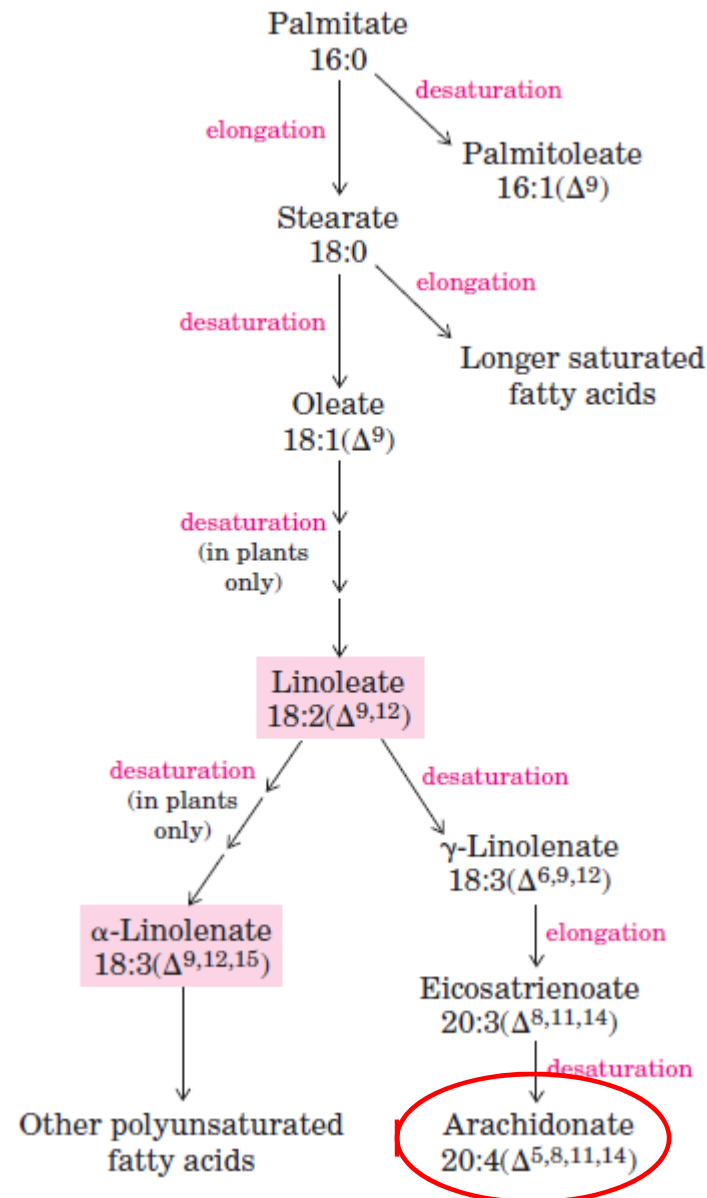 Palmitate
16:0
desaturation
elongation
Palmitoleate
16:1(Δ⁹)
Stearate
18:0
elongation
desaturation
Longer saturated
fatty acids
Oleate
18:1(Δ⁹)
desaturation
(in plants
only)
Linoleate
18:2(Δ⁹,¹²)
desaturation
(in plants
only)
desaturation
γ-Linolenate
18:3(Δ⁶,⁹,¹²)
α-Linolenate
18:3(Δ⁹,¹²,¹⁵)
elongation
Eicosatrienoate
20:3(Δ⁸,¹¹,¹⁴)
desaturation
Other polyunsaturated
fatty acids
Arachidonate
20:4(Δ⁵,⁸,¹¹,¹⁴)